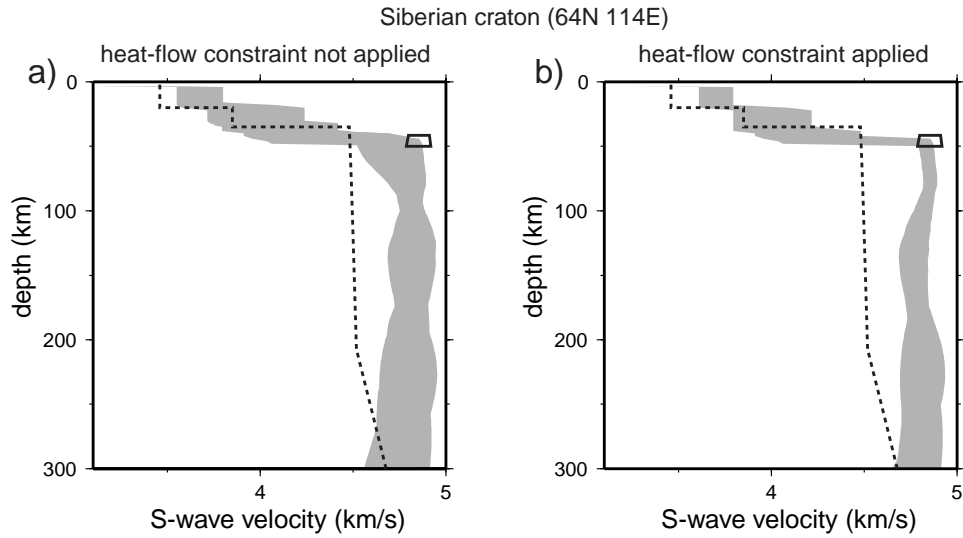 Siberian craton (64N 114E)
heat-flow constraint not applied
heat-flow constraint applied
a)
b)
0
100
200
300
depth (km)
4
5
S-wave velocity (km/s)
0
100
200
300
depth (km)
4
5
S-wave velocity (km/s)